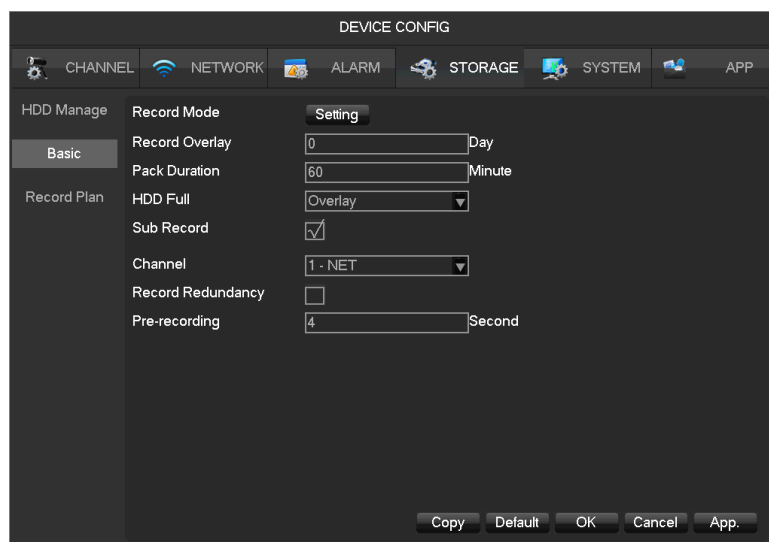 DEVICE CONFIG
CHANNEL NETWORK ALARM STORAGE SYSTEM APP
HDD Manage
Basic
Record Plan
Record Mode Setting
Record Overlay 0 Day
Pack Duration 60 Minute
HDD Full Overlay
Sub Record
Channel 1 - NET
Record Redundancy
Pre-recording 4 Second
Copy Default OK Cancel App.